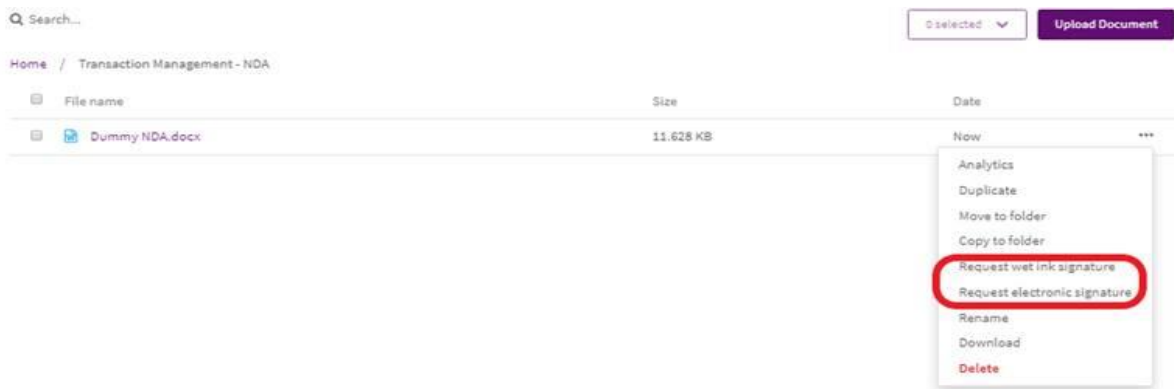 Search...
0 selected
Upload Document
Home / Transaction Management - NDA
File name Size Date
Dummy NDA.docx 11.628 KB Now ...
Analytics
Duplicate
Move to folder
Copy to folder
Request wet ink signature
Request electronic signature
Rename
Download
Delete